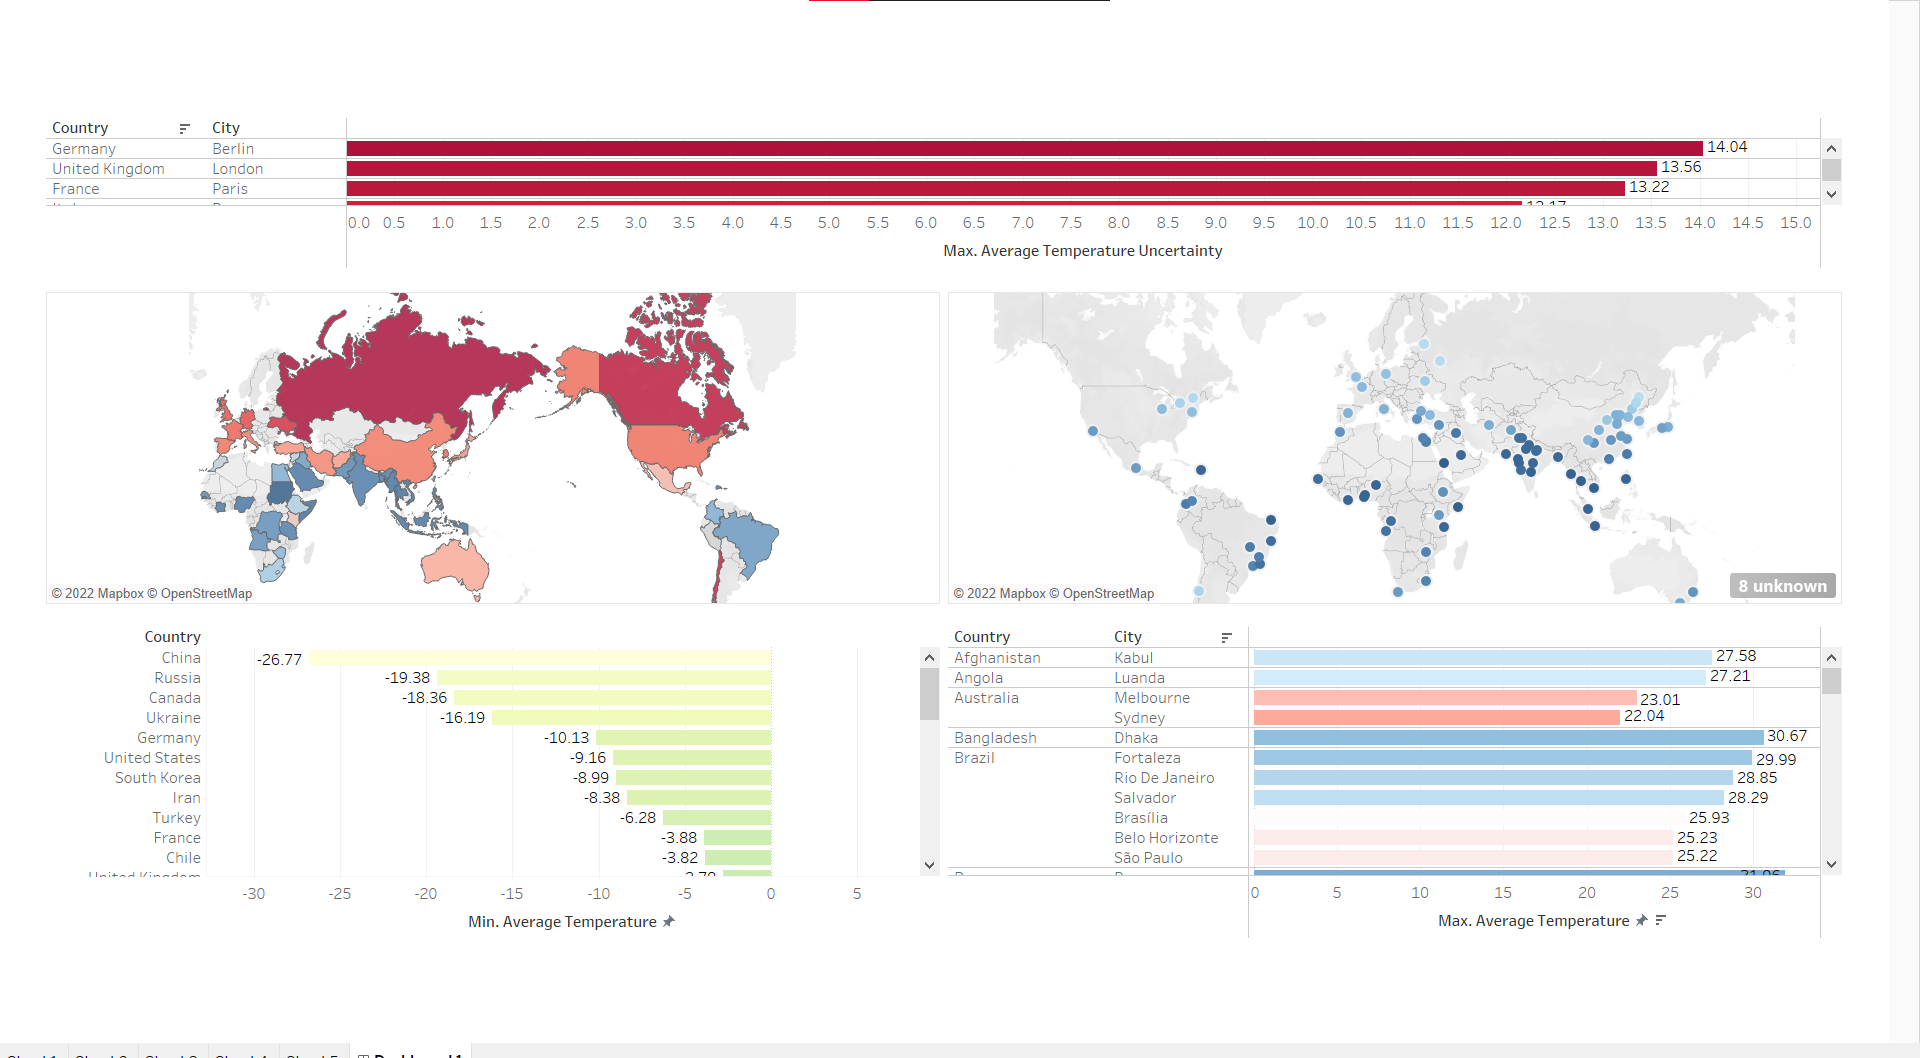 Country City
Germany Berlin 14.04
United Kingdom London 13.56
France Paris 13.22
0.0 0.5 1.0 1.5 2.0 2.5 3.0 3.5 4.0 4.5 5.0 5.5 6.0 6.5 7.0 7.5 8.0 8.5 9.0 9.5 10.0 10.5 11.0 11.5 12.0 12.5 13.0 13.5 14.0 14.5 15.0
Max. Average Temperature Uncertainty
© 2022 Mapbox © OpenStreetMap
© 2022 Mapbox © OpenStreetMap
8 unknown
Country
China -26.77
Russia -19.38
Canada -18.36
Ukraine -16.19
Germany -10.13
United States -9.16
South Korea -8.99
Iran -8.38
Turkey -6.28
France -3.88
Chile -3.82
United Kingdom
-30 -25 -20 -15 -10 -5 0 5
Min. Average Temperature
Country City
Afghanistan Kabul 27.58
Angola Luanda 27.21
Australia Melbourne 23.01
Sydney 22.04
Bangladesh Dhaka 30.67
Brazil Fortaleza 29.99
Rio De Janeiro 28.85
Salvador 28.29
Brasília 25.93
Belo Horizonte 25.23
São Paulo 25.22
0 5 10 15 20 25 30
Max. Average Temperature